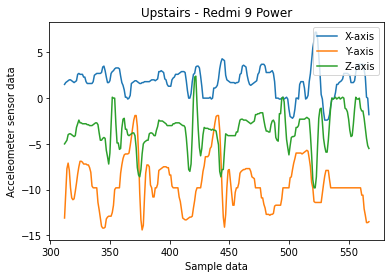 Upstairs - Redmi 9 Power
X-axis
Y-axis
Z-axis
Acceleometer sensor data
5
0
−5
−10
−15
300
350
400
450
500
550
Sample data